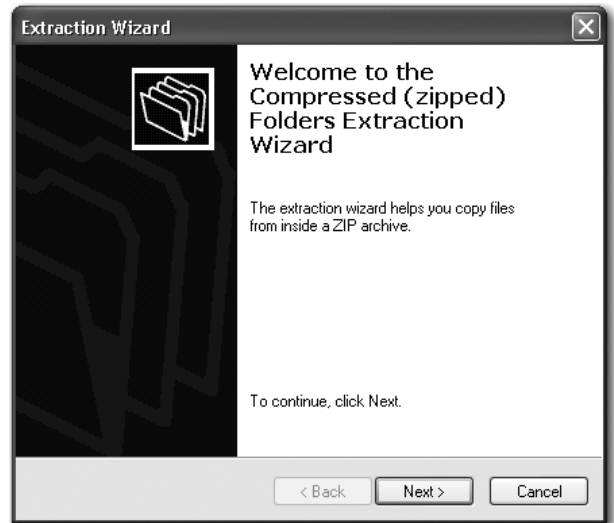 Extraction Wizard
Welcome to the
Compressed (zipped)
Folders Extraction
Wizard
The extraction wizard helps you copy files
from inside a ZIP archive.
To continue, click Next.
< Back Next > Cancel